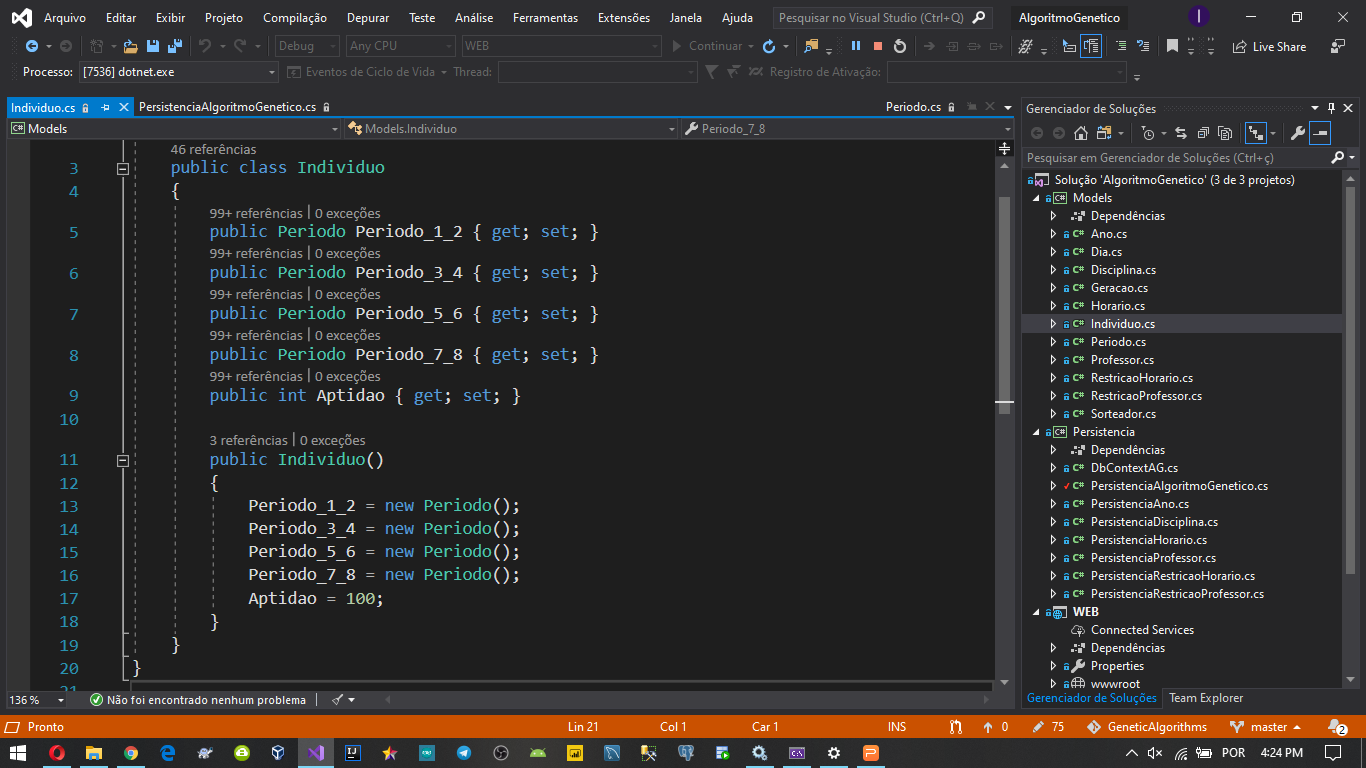 Arquivo Editar Exibir Projeto Compilação Depurar Teste Análise Ferramentas Extensões Janela Ajuda Pesquisar no Visual Studio (Ctrl+Q) AlgoritmoGenetico I
Debug Any CPU WEB Continuar Live Share
Processo: [7536] dotnet.exe Eventos de Ciclo de Vida Thread: Registro de Ativação:
Individuo.cs PersistenciaAlgoritmoGenetico.cs Periodo.cs
Models Models.Individuo Periodo_7_8
46 referências
3 public class Individuo
4 {
99+ referências | 0 exceções
5 public Periodo Periodo_1_2 { get; set; }
99+ referências | 0 exceções
6 public Periodo Periodo_3_4 { get; set; }
99+ referências | 0 exceções
7 public Periodo Periodo_5_6 { get; set; }
99+ referências | 0 exceções
8 public Periodo Periodo_7_8 { get; set; }
99+ referências | 0 exceções
9 public int Aptidao { get; set; }
10
3 referências | 0 exceções
11 public Individuo()
12 {
13 Periodo_1_2 = new Periodo();
14 Periodo_3_4 = new Periodo();
15 Periodo_5_6 = new Periodo();
16 Periodo_7_8 = new Periodo();
17 Aptidao = 100;
18 }
19 }
20 }
21
136 % Não foi encontrado nenhum problema
Gerenciador de Soluções
Pesquisar em Gerenciador de Soluções (Ctrl+ç)
Solução 'AlgoritmoGenetico' (3 de 3 projetos)
C# Models
Dependências
C# Ano.cs
C# Dia.cs
C# Disciplina.cs
C# Geracao.cs
C# Horario.cs
C# Individuo.cs
C# Periodo.cs
C# Professor.cs
C# RestricaoHorario.cs
C# RestricaoProfessor.cs
C# Sorteador.cs
C# Persistencia
Dependências
C# DbContextAG.cs
C# PersistenciaAlgoritmoGenetico.cs
C# PersistenciaAno.cs
C# PersistenciaDisciplina.cs
C# PersistenciaHorario.cs
C# PersistenciaProfessor.cs
C# PersistenciaRestricaoHorario.cs
C# PersistenciaRestricaoProfessor.cs
WEB
Connected Services
Dependências
Properties
wwwroot
Gerenciador de Soluções Team Explorer
Pronto Lin 21 Col 1 Car 1 INS 0 75 GeneticAlgorithms master 2
POR 4:24 PM